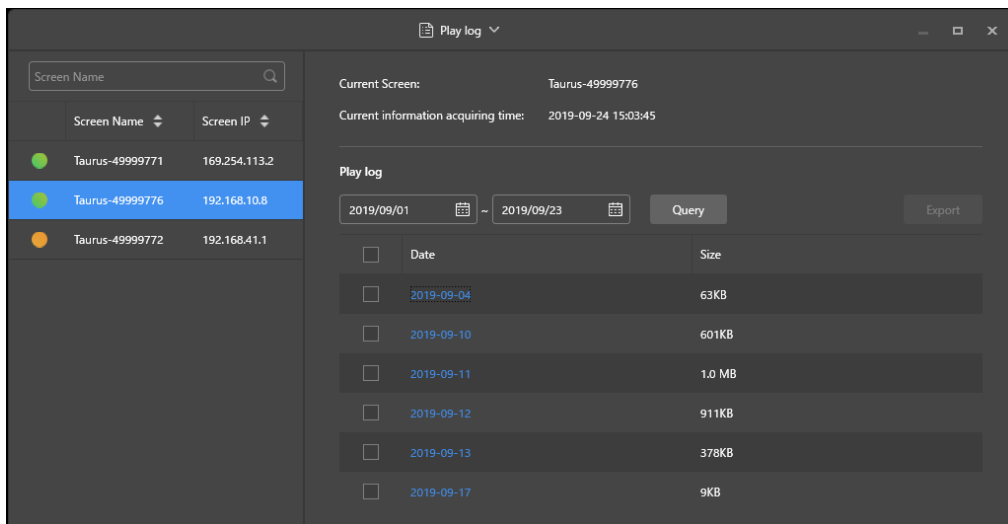 Play log
Screen Name
Screen Name Screen IP
Taurus-49999771 169.254.113.2
Taurus-49999776 192.168.10.8
Taurus-49999772 192.168.41.1
Current Screen: Taurus-49999776
Current information acquiring time: 2019-09-24 15:03:45
Play log
2019/09/01 ~ 2019/09/23 Query Export
Date Size
2019-09-04 63KB
2019-09-10 601KB
2019-09-11 1.0 MB
2019-09-12 911KB
2019-09-13 378KB
2019-09-17 9KB